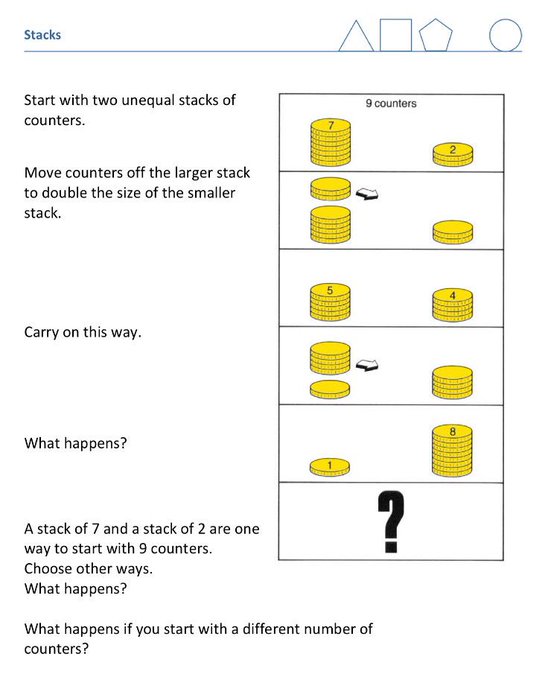 Stacks
Start with two unequal stacks of
counters.
Move counters off the larger stack
to double the size of the smaller
stack.
Carry on this way.
What happens?
A stack of 7 and a stack of 2 are one
way to start with 9 counters.
Choose other ways.
What happens?
What happens if you start with a different number of
counters?
9 counters
7
2
5
4
1
8
?